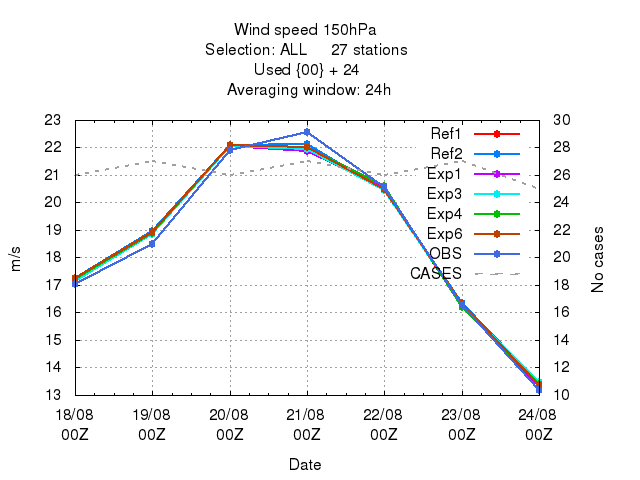 Wind speed 150hPa
Selection: ALL 27 stations
Used {00} + 24
Averaging window: 24h
23 30
22 28
21 26
20 24
19 22
18 20
17 18
16 16
15 14
14 12
13 10
Ref1
Ref2
Exp1
Exp3
Exp4
Exp6
OBS
CASES
m/s
No cases
18/08 19/08 20/08 21/08 22/08 23/08 24/08
00Z 00Z 00Z 00Z 00Z 00Z 00Z
Date